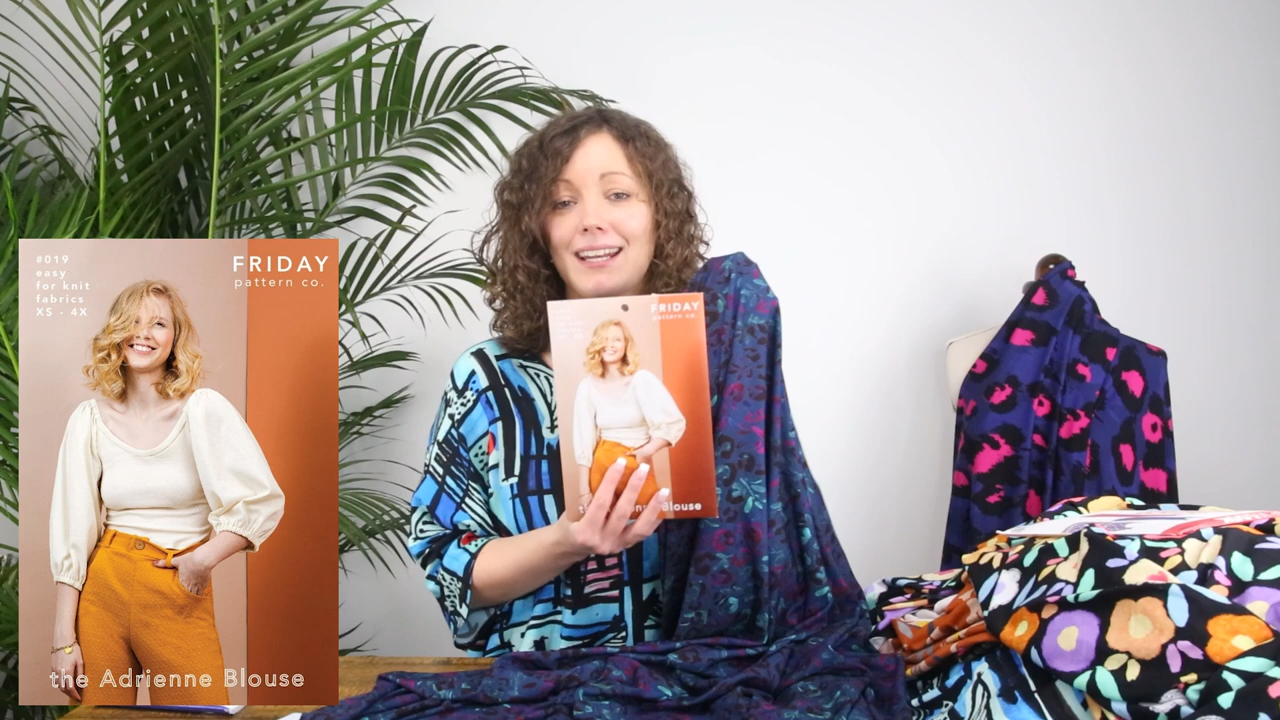 #019
easy
for knit
fabrics
XS - 4X
FRIDAY
pattern co.
the Adrienne Blouse
FRIDAY
pattern co.
Blouse